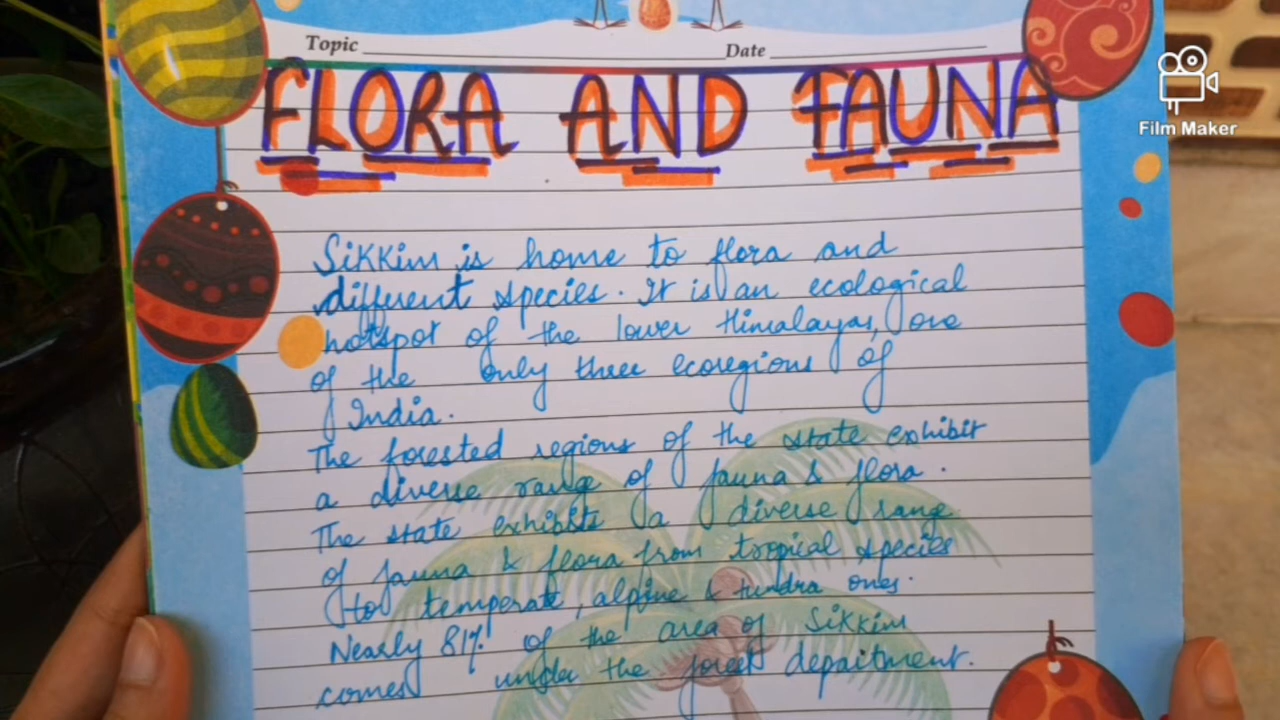 Topic Date
FLORA AND FAUNA
Film Maker
Sikkim is home to flora and
different species. It is an ecological
hotspot of the lower Himalayas, one
of the only three ecoregions of
India.
The forested regions of the state exhibit
a diverse range of fauna & flora.
The state exhibits a diverse range
of fauna & flora from tropical species
to temperate, alpine & tundra ones.
Nearly 81% of the area of Sikkim
comes under the forest department.